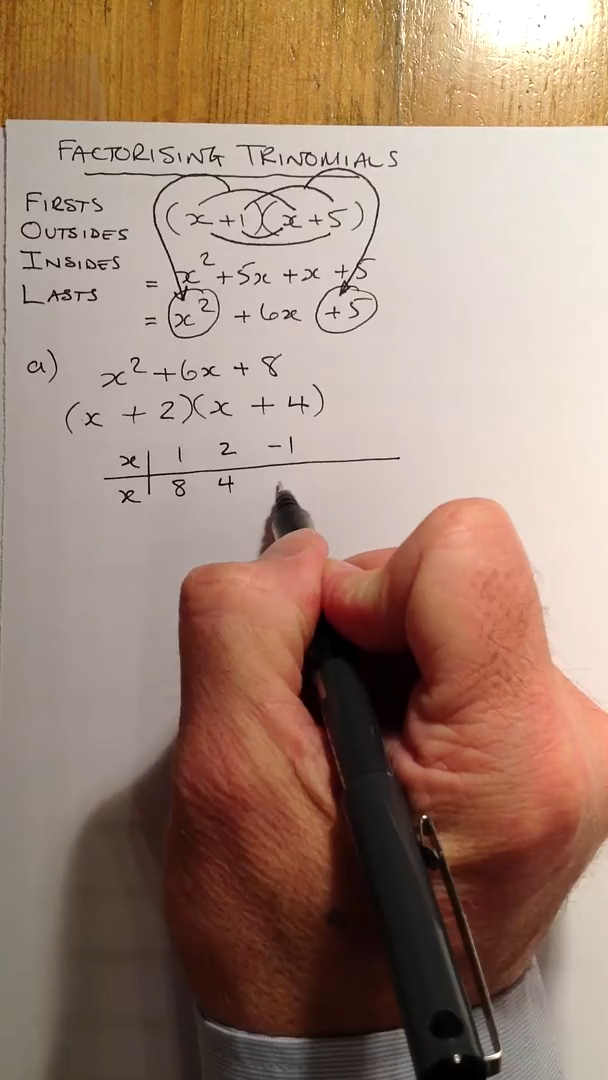 FACTORISING TRINOMIALS
FIRSTS
OUTSIDES
INSIDES
LASTS
(x+1)(x+5)
= x²+5x+x+5
= x² + 6x +5
a) x²+6x+8
(x + 2)(x + 4)
x | 1 2 -1
x | 8 4